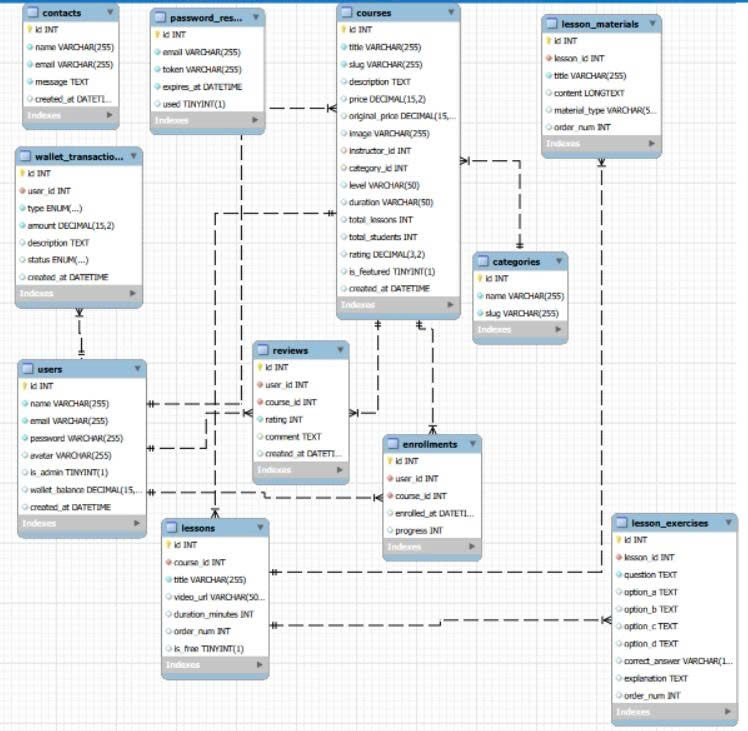 contacts
id INT
name VARCHAR(255)
email VARCHAR(255)
message TEXT
created_at DATETI...
Indexes
password_res...
id INT
email VARCHAR(255)
token VARCHAR(255)
expires_at DATETIME
used TINYINT(1)
Indexes
courses
id INT
title VARCHAR(255)
slug VARCHAR(255)
description TEXT
price DECIMAL(15,2)
original_price DECIMAL(15,...
image VARCHAR(255)
instructor_id INT
category_id INT
level VARCHAR(50)
duration VARCHAR(50)
total_lessons INT
total_students INT
rating DECIMAL(3,2)
is_featured TINYINT(1)
created_at DATETIME
Indexes
lesson_materials
id INT
lesson_id INT
title VARCHAR(255)
content LONGTEXT
material_type VARCHAR(5...
order_num INT
Indexes
wallet_transactio...
id INT
user_id INT
type ENUM(...)
amount DECIMAL(15,2)
description TEXT
status ENUM(...)
created_at DATETIME
Indexes
categories
id INT
name VARCHAR(255)
slug VARCHAR(255)
Indexes
users
id INT
name VARCHAR(255)
email VARCHAR(255)
password VARCHAR(255)
avatar VARCHAR(255)
is_admin TINYINT(1)
wallet_balance DECIMAL(15,...
created_at DATETIME
Indexes
reviews
id INT
user_id INT
course_id INT
rating INT
comment TEXT
created_at DATETI...
Indexes
enrollments
id INT
user_id INT
course_id INT
enrolled_at DATETI...
progress INT
Indexes
lessons
id INT
course_id INT
title VARCHAR(255)
video_url VARCHAR(50...
duration_minutes INT
order_num INT
is_free TINYINT(1)
Indexes
lesson_exercises
id INT
lesson_id INT
question TEXT
option_a TEXT
option_b TEXT
option_c TEXT
option_d TEXT
correct_answer VARCHAR(1...
explanation TEXT
order_num INT
Indexes